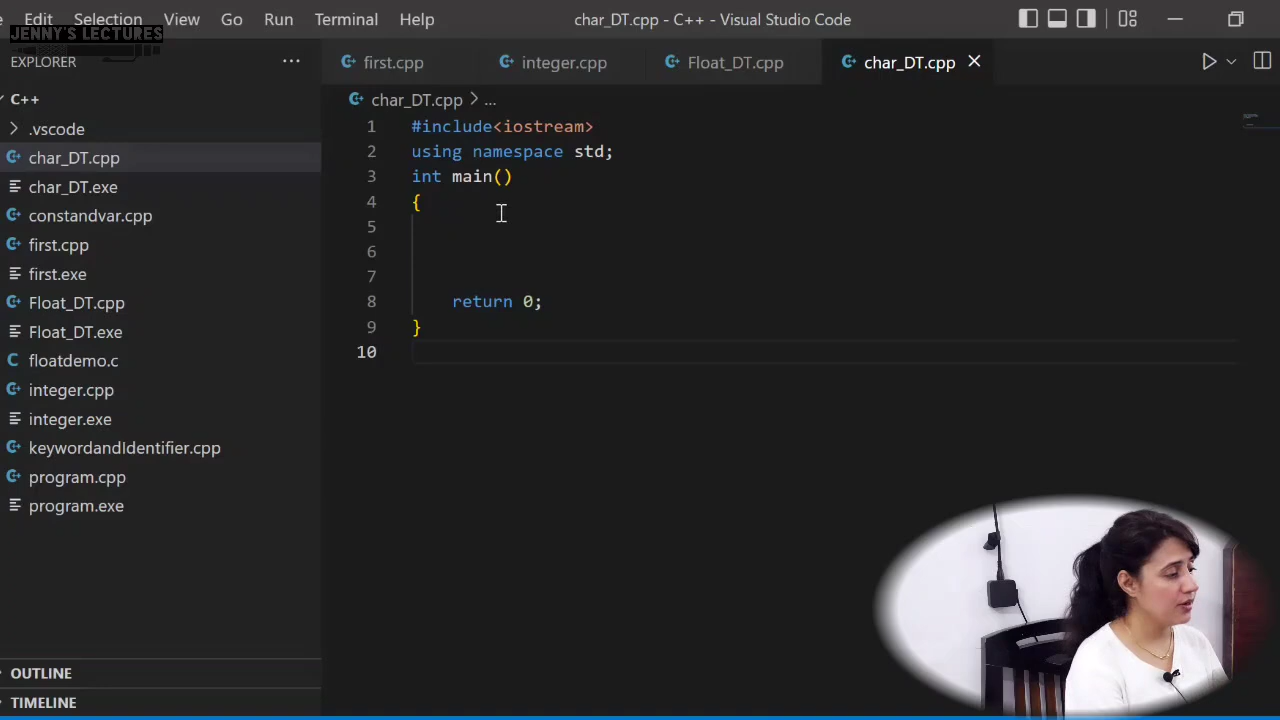 Edit Selection View Go Run Terminal Help char_DT.cpp - C++ - Visual Studio Code
JENNY'S LECTURES
EXPLORER ...
first.cpp integer.cpp Float_DT.cpp char_DT.cpp
C++
.vscode
char_DT.cpp
char_DT.exe
constandvar.cpp
first.cpp
first.exe
Float_DT.cpp
Float_DT.exe
floatdemo.c
integer.cpp
integer.exe
keywordandIdentifier.cpp
program.cpp
program.exe
OUTLINE
TIMELINE
char_DT.cpp > ...
1 #include<iostream>
2 using namespace std;
3 int main()
4 {
5
6
7
8 return 0;
9 }
10